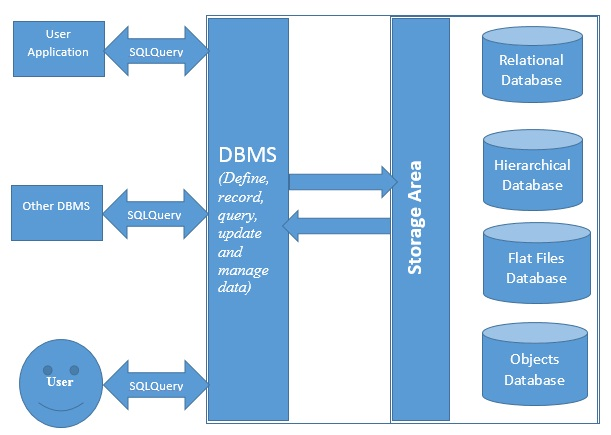 User
Application
SQLQuery
Other DBMS
SQLQuery
User
SQLQuery
DBMS
(Define,
record,
query,
update
and
manage
data)
Storage Area
Relational
Database
Hierarchical
Database
Flat Files
Database
Objects
Database